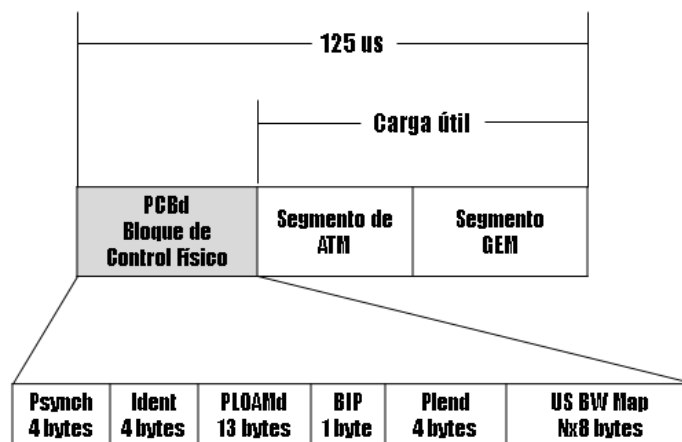 125 us
Carga útil
PCBd
Bloque de
Control Físico
Segmento de
ATM
Segmento
GEM
Psynch
4 bytes
Ident
4 bytes
PLOAMd
13 bytes
BIP
1 byte
Plend
4 bytes
US BW Map
Nx8 bytes